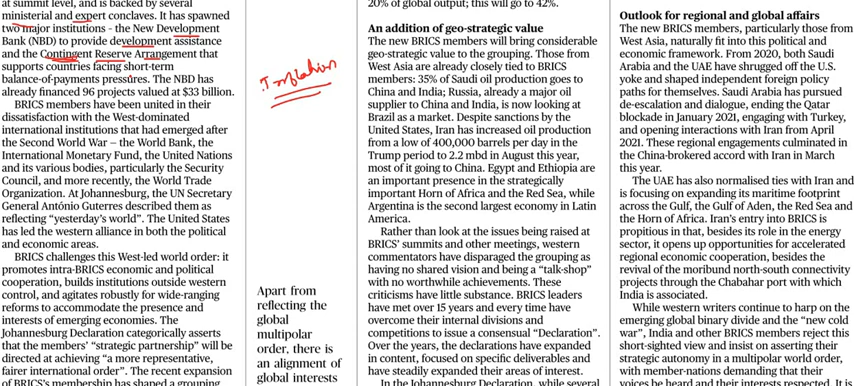 at summit level, and is backed by several
ministerial and expert conclaves. It has spawned
two major institutions - the New Development
Bank (NBD) to provide development assistance
and the Contingent Reserve Arrangement that
supports countries facing short-term
balance-of-payments pressures. The NBD has
already financed 96 projects valued at $33 billion.
BRICS members have been united in their
dissatisfaction with the West-dominated
international institutions that had emerged after
the Second World War — the World Bank, the
International Monetary Fund, the United Nations
and its various bodies, particularly the Security
Council, and more recently, the World Trade
Organization. At Johannesburg, the UN Secretary
General António Guterres described them as
reflecting “yesterday’s world”. The United States
has led the western alliance in both the political
and economic areas.
BRICS challenges this West-led world order: it
promotes intra-BRICS economic and political
cooperation, builds institutions outside western
control, and agitates robustly for wide-ranging
reforms to accommodate the presence and
interests of emerging economies. The
Johannesburg Declaration categorically asserts
that the members’ “strategic partnership” will be
directed at achieving “a more representative,
fairer international order”. The recent expansion
of BRICS’s membership has shaped a grouping
Inflation
Apart from
reflecting the
global
multipolar
order, there is
an alignment of
global interests
20% of global output; this will go to 42%.
An addition of geo-strategic value
The new BRICS members will bring considerable
geo-strategic value to the grouping. Those from
West Asia are already closely tied to BRICS
members: 35% of Saudi oil production goes to
China and India; Russia, already a major oil
supplier to China and India, is now looking at
Brazil as a market. Despite sanctions by the
United States, Iran has increased oil production
from a low of 400,000 barrels per day in the
Trump period to 2.2 mbd in August this year,
most of it going to China. Egypt and Ethiopia are
an important presence in the strategically
important Horn of Africa and the Red Sea, while
Argentina is the second largest economy in Latin
America.
Rather than look at the issues being raised at
BRICS’ summits and other meetings, western
commentators have disparaged the grouping as
having no shared vision and being a “talk-shop”
with no worthwhile achievements. These
criticisms have little substance. BRICS leaders
have met over 15 years and every time have
overcome their internal divisions and
competitions to issue a consensual “Declaration”.
Over the years, the declarations have expanded
in content, focused on specific deliverables and
have steadily expanded their areas of interest.
In the Johannesburg Declaration, while several
Outlook for regional and global affairs
The new BRICS members, particularly those from
West Asia, naturally fit into this political and
economic framework. From 2020, both Saudi
Arabia and the UAE have shrugged off the U.S.
yoke and shaped independent foreign policy
paths for themselves. Saudi Arabia has pursued
de-escalation and dialogue, ending the Qatar
blockade in January 2021, engaging with Turkey,
and opening interactions with Iran from April
2021. These regional engagements culminated in
the China-brokered accord with Iran in March
this year.
The UAE has also normalised ties with Iran and
is focusing on expanding its maritime footprint
across the Gulf, the Gulf of Aden, the Red Sea and
the Horn of Africa. Iran’s entry into BRICS is
propitious in that, besides its role in the energy
sector, it opens up opportunities for accelerated
regional economic cooperation, besides the
revival of the moribund north-south connectivity
projects through the Chabahar port with which
India is associated.
While western writers continue to harp on the
emerging global binary divide and the “new cold
war”, India and other BRICS members reject this
short-sighted view and insist on asserting their
strategic autonomy in a multipolar world order,
with member-nations demanding that their
voices be heard and their interests respected. It is